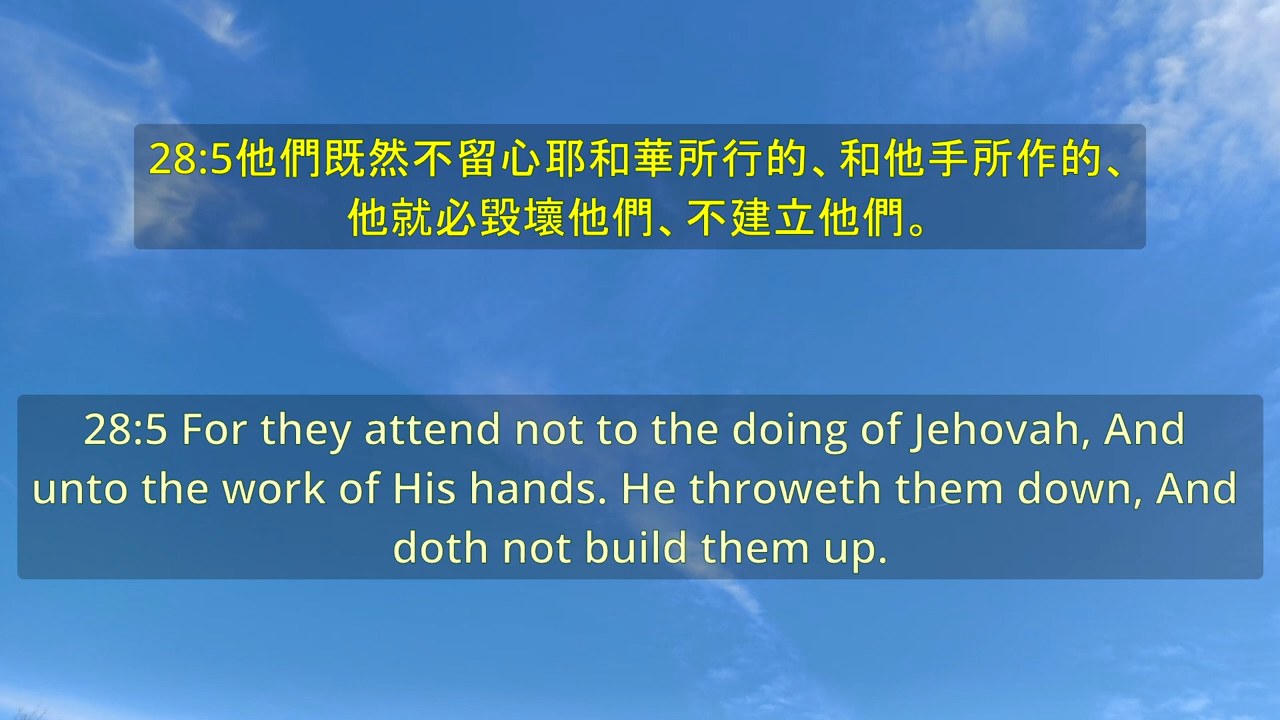 28:5他們既然不留心耶和華所行的、和他手所作的、
他就必毀壞他們、不建立他們。
28:5 For they attend not to the doing of Jehovah, And
unto the work of His hands. He throweth them down, And
doth not build them up.